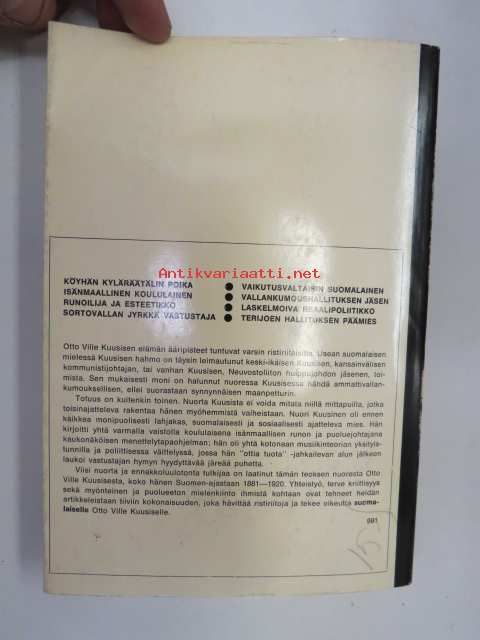 Antikvariaatti.net
KÖYHÄN KYLÄRÄÄTÄLIN POIKA
ISÄNMAALLINEN KOULULAINEN
RUNOILIJA JA ESTEETIKKO
SORTOVALLAN JYRKKÄ VASTUSTAJA
● VAIKUTUSVALTAISIN SUOMALAINEN
● VALLANKUMOUSHALLITUKSEN JÄSEN
● LASKELMOIVA REAALIPOLIITIKKO
● TERIJOEN HALLITUKSEN PÄÄMIES
Otto Ville Kuusisen elämän ääripisteet tuntuvat varsin ristiriitaisilta. Usean suomalaisen
mielessä Kuusisen hahmo on täysin leimautunut keski-ikäisen Kuusisen, kansainvälisen
kommunistijohtajan, tai vanhan Kuusisen, Neuvostoliiton huippujohdon jäsenen, toi-
mista. Sen mukaisesti moni on halunnut nuoressa Kuusisessa nähdä ammattivallan-
kumouksellisen, ellei suorastaan synnynnäisen maanpetturin.
Totuus on kuitenkin toinen. Nuorta Kuusista ei voida mitata niillä mittapuilla, jotka
toisinajatteleva rakentaa hänen myöhemmistä vaiheistaan. Nuori Kuusinen oli ennen
kaikkea monipuolisesti lahjakas, suomalaisesti ja sosiaalisesti ajatteleva mies. Hän
kirjoitti yhtä varmalla vaistolla koululaisena isänmaallisen runon ja puoluejohtajana
kaukonäköisen menettelytapaohjelman; hän oli yhtä kotonaan musiikinteorian yksityis-
tunnilla ja poliittisessa väittelyssä, jossa hän "ottia tuota" -jahkailevan alun jälkeen
laukoi vastustajan hymyn hyydyttävää järeää puhetta.
Viisi nuorta ja ennakkoluulotonta tutkijaa on laatinut tämän teoksen nuoresta Otto
Ville Kuusisesta, koko hänen Suomen-ajastaan 1881—1920. Yhteistyö, terve kriittisyys
sekä myönteinen ja puolueeton mielenkiinto ihmistä kohtaan ovat tehneet heidän
artikkeleistaan tiiviin kokonaisuuden, joka hävittää ristiriitoja ja tekee oikeutta suoma-
laiselle Otto Ville Kuusiselle.
991